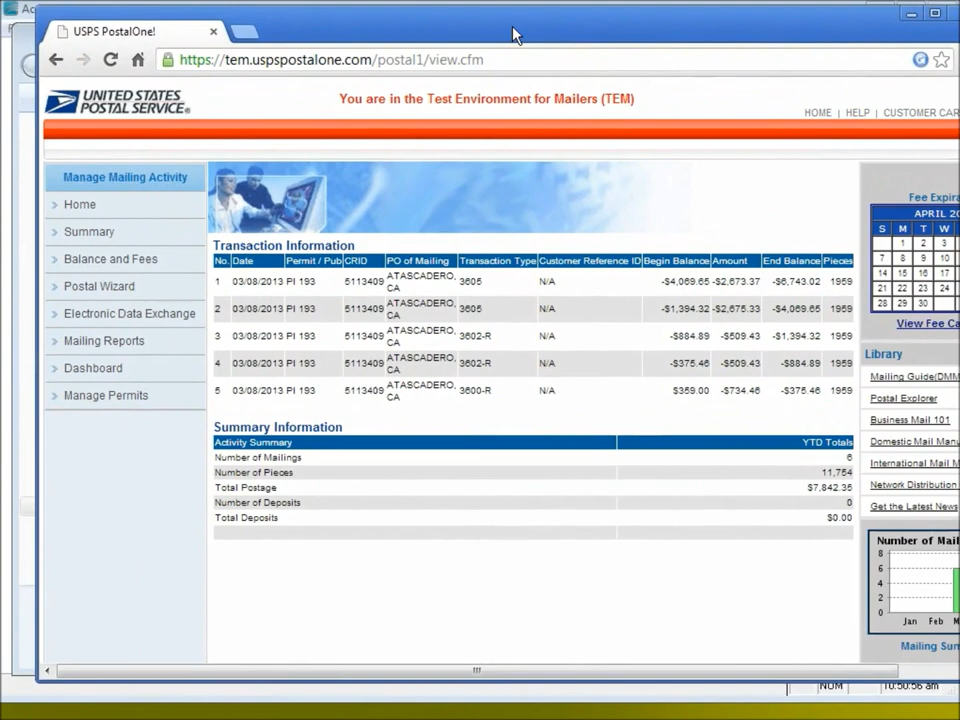 Ac
USPS PostalOne!
https://tem.uspspostalone.com/postal1/view.cfm
UNITED STATES
POSTAL SERVICE®
You are in the Test Environment for Mailers (TEM)
HOME | HELP | CUSTOMER CAR
Manage Mailing Activity
Home
Summary
Balance and Fees
Postal Wizard
Electronic Data Exchange
Mailing Reports
Dashboard
Manage Permits
Transaction Information
No. Date Permit / Pub CRID PO of Mailing Transaction Type Customer Reference ID Begin Balance Amount End Balance Pieces
1 03/08/2013 PI 193 5113409 ATASCADERO, CA 3605 N/A -$4,069.65 -$2,673.37 -$6,743.02 1959
2 03/08/2013 PI 193 5113409 ATASCADERO, CA 3605 N/A -$1,394.32 -$2,675.33 -$4,069.65 1959
3 03/08/2013 PI 193 5113409 ATASCADERO, CA 3602-R N/A -$884.89 -$509.43 -$1,394.32 1959
4 03/08/2013 PI 193 5113409 ATASCADERO, CA 3602-R N/A -$375.46 -$509.43 -$884.89 1959
5 03/08/2013 PI 193 5113409 ATASCADERO, CA 3600-R N/A $359.00 -$734.46 -$375.46 1959
Summary Information
Activity Summary YTD Totals
Number of Mailings 6
Number of Pieces 11,754
Total Postage $7,842.35
Number of Deposits 0
Total Deposits $0.00
Fee Expira
APRIL 20
S M T W
1 2 3
7 8 9 10
14 15 16 17
21 22 23 24
28 29 30
View Fee Ca
Library
Mailing Guide(DMM
Postal Explorer
Business Mail 101
Domestic Mail Manu
International Mail M
Network Distribution
Get the Latest News
Number of Mail
8
6
4
2
0
Jan Feb M
Mailing Sum
NUM 10:50:56 am